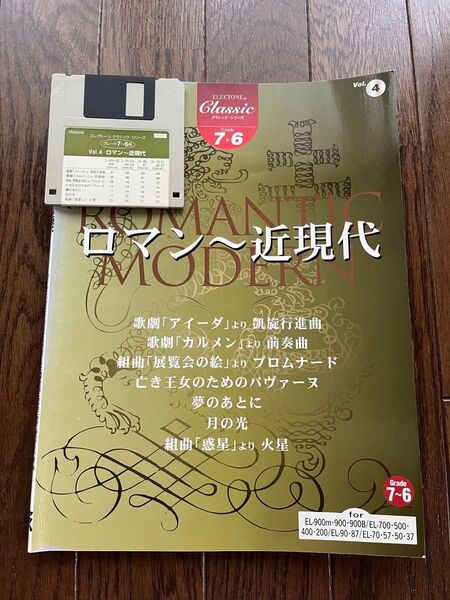 YAMAHA
エレクトーン クラシック・シリーズ
グレード7~6級
Vol.4 ロマン~近現代
ELECTONE
Classic
クラシック・シリーズ
Grade
7-6
Vol. 4
ROMANTIC
MODERN
ロマン~近現代
歌劇「アイーダ」より 凱旋行進曲
歌劇「カルメン」より 前奏曲
組曲「展覧会の絵」より プロムナード
亡き王女のためのパヴァーヌ
夢のあとに
月の光
組曲「惑星」より 火星
Grade
7~6
for
EL-900m・900・900B/EL-700・500・
400・200/EL-90・87/EL-70・57・50・37